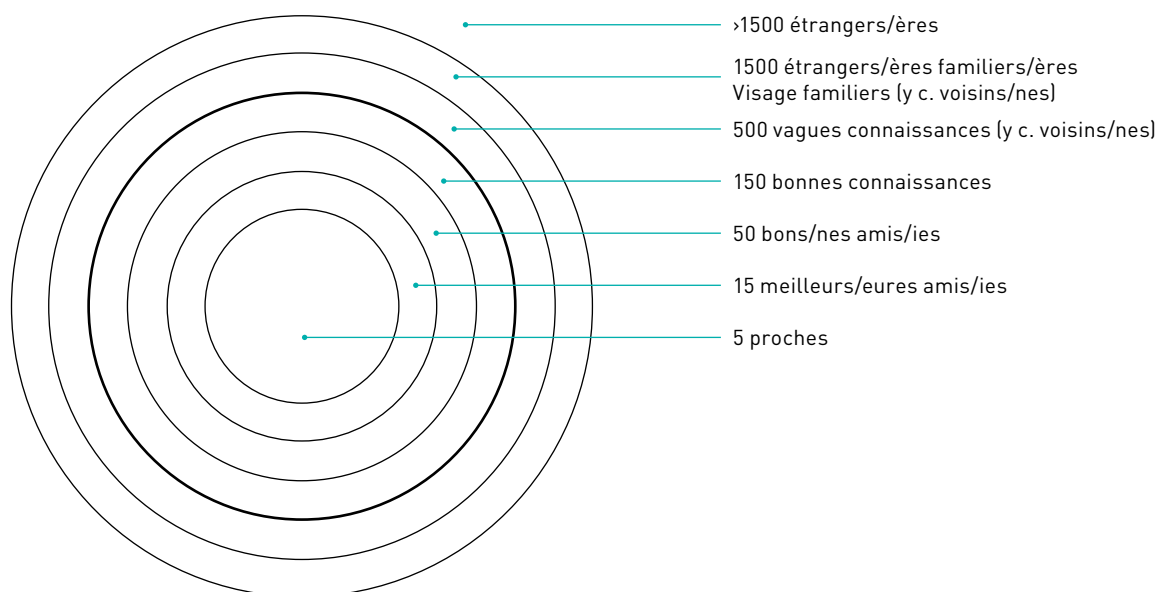 ›1500 étrangers/ères
1500 étrangers/ères familiers/ères
Visage familiers (y c. voisins/nes)
500 vagues connaissances (y c. voisins/nes)
150 bonnes connaissances
50 bons/nes amis/ies
15 meilleurs/eures amis/ies
5 proches